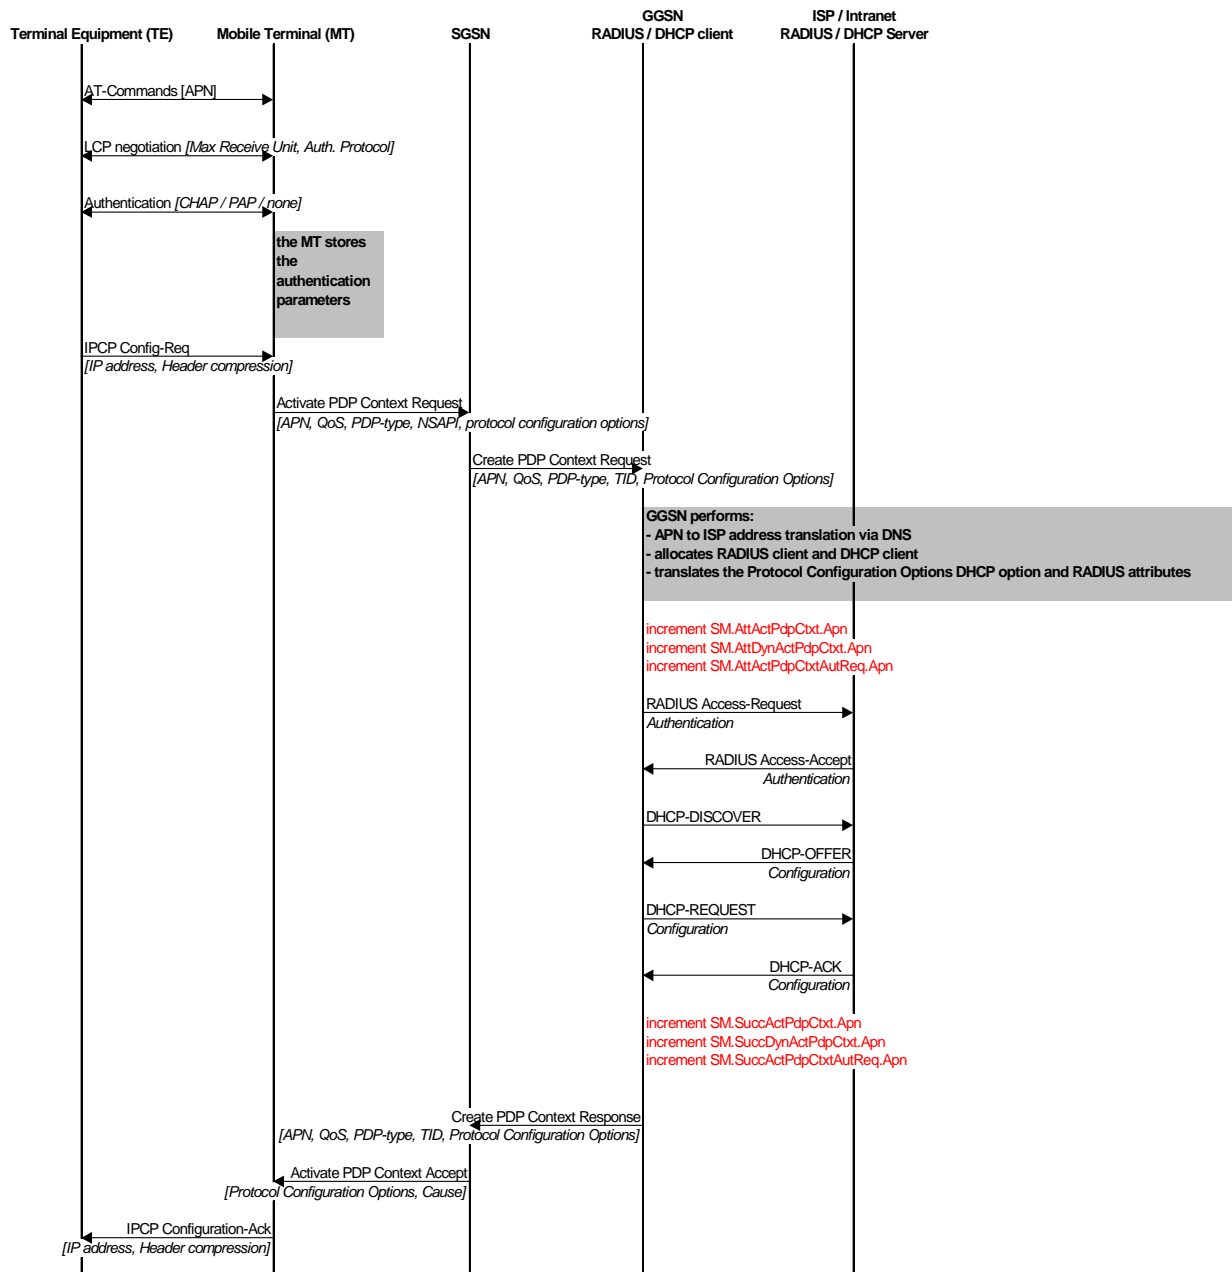 GGSN
ISP / Intranet
Terminal Equipment (TE)
Mobile Terminal (MT)
SGSN
RADIUS / DHCP client
RADIUS / DHCP Server
AT-Commands [APN]
LCP negotiation [Max Receive Unit, Auth. Protocol]
Authentication [CHAP / PAP / none]
the MT stores
the
authentication
parameters
IPCP Config-Req
[IP address, Header compression]
Activate PDP Context Request
[APN, QoS, PDP-type, NSAPI, protocol configuration options]
Create PDP Context Request
[APN, QoS, PDP-type, TID, Protocol Configuration Options]
GGSN performs:
- APN to ISP address translation via DNS
- allocates RADIUS client and DHCP client
- translates the Protocol Configuration Options DHCP option and RADIUS attributes
increment SM.AttActPdpCtxt.Apn
increment SM.AttDynActPdpCtxt.Apn
increment SM.AttActPdpCtxtAutReq.Apn
RADIUS Access-Request
Authentication
RADIUS Access-Accept
Authentication
DHCP-DISCOVER
DHCP-OFFER
Configuration
DHCP-REQUEST
Configuration
DHCP-ACK
Configuration
increment SM.SuccActPdpCtxt.Apn
increment SM.SuccDynActPdpCtxt.Apn
increment SM.SuccActPdpCtxtAutReq.Apn
Create PDP Context Response
[APN, QoS, PDP-type, TID, Protocol Configuration Options]
Activate PDP Context Accept
[Protocol Configuration Options, Cause]
IPCP Configuration-Ack
[IP address, Header compression]